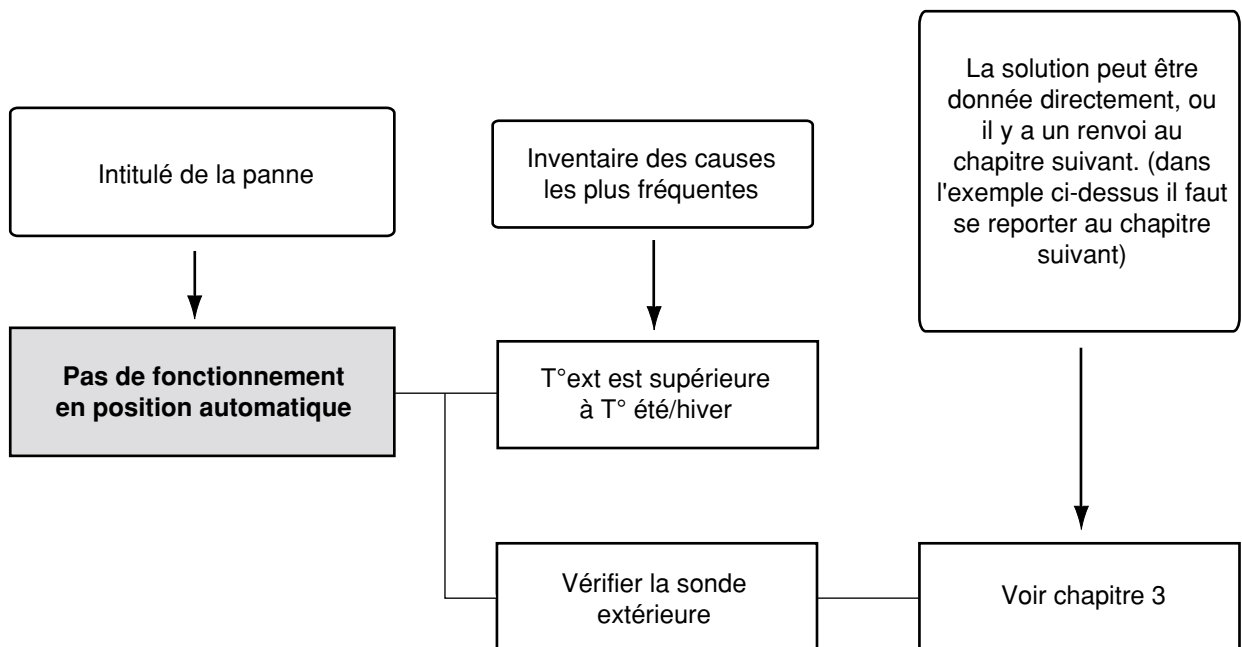 Intitulé de la panne
Inventaire des causes
les plus fréquentes
La solution peut être
donnée directement, ou
il y a un renvoi au
chapitre suivant. (dans
l'exemple ci-dessus il faut
se reporter au chapitre
suivant)
Pas de fonctionnement
en position automatique
T°ext est supérieure
à T° été/hiver
Vérifier la sonde
extérieure
Voir chapitre 3